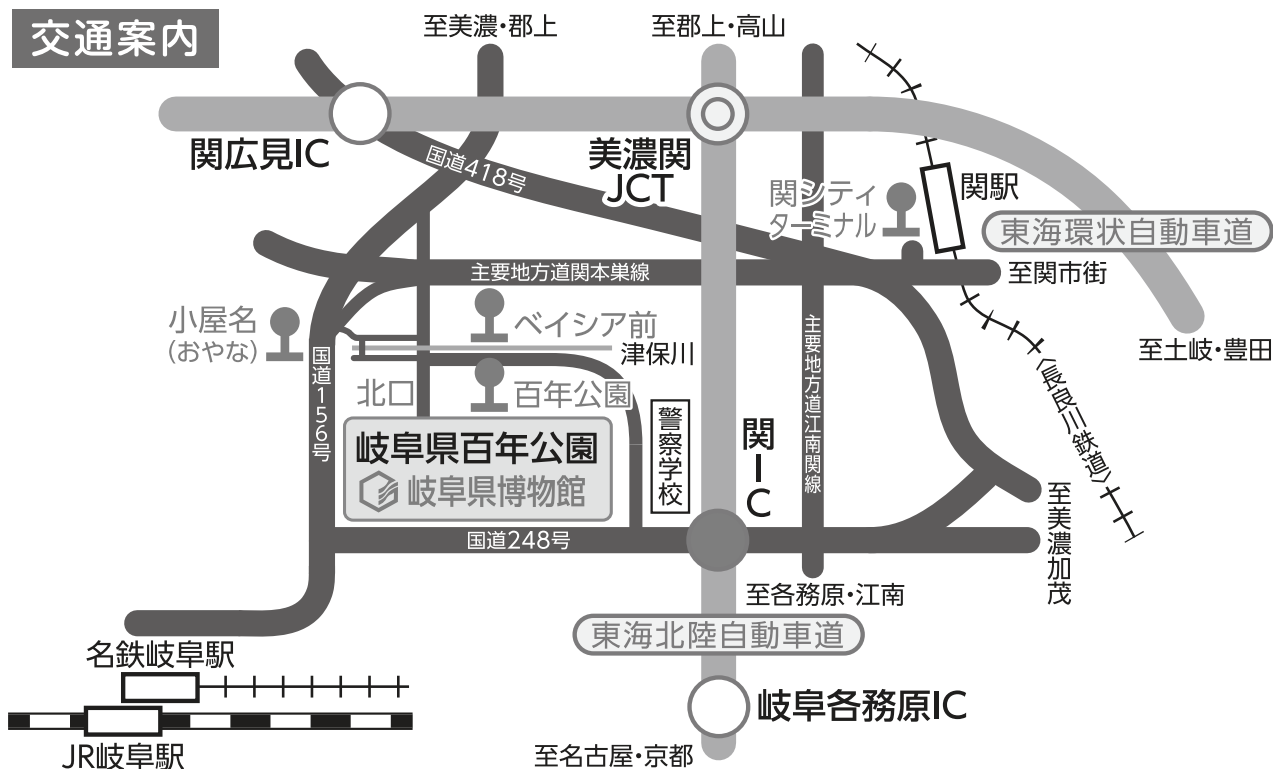 交通案内
至美濃・郡上
至郡上・高山
関広見IC
美濃関
JCT
国道418号
関シティ
ターミナル
関駅
東海環状自動車道
主要地方道関本巣線
至関市街
小屋名
(おやな)
ベイシア前
津保川
至土岐・豊田
国道156号
北口
百年公園
主要地方道江南関線
〈長良川鉄道〉
岐阜県百年公園
岐阜県博物館
警察学校
関IC
至美濃加茂
国道248号
至各務原・江南
東海北陸自動車道
名鉄岐阜駅
岐阜各務原IC
JR岐阜駅
至名古屋・京都